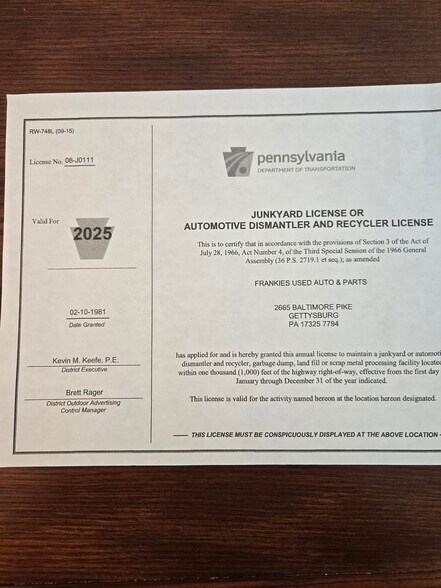 RW-748L (09-15)
License No. 08-J0111
pennsylvania
DEPARTMENT OF TRANSPORTATION
Valid For
2025
JUNKYARD LICENSE OR
AUTOMOTIVE DISMANTLER AND RECYCLER LICENSE
This is to certify that in accordance with the provisions of Section 3 of the Act of
July 28, 1966, Act Number 4, of the Third Special Session of the 1966 General
Assembly (36 P.S. 2719.1 et seq.); as amended
FRANKIES USED AUTO & PARTS
2665 BALTIMORE PIKE
GETTYSBURG
PA 17325 7794
02-10-1981
Date Granted
Kevin M. Keefe, P.E.
District Executive
Brett Rager
District Outdoor Advertising
Control Manager
has applied for and is hereby granted this annual license to maintain a junkyard or automoti
dismantler and recycler, garbage dump, land fill or scrap metal processing facility locate
within one thousand (1,000) feet of the highway right-of-way, effective from the first day
January through December 31 of the year indicated.
This license is valid for the activity named hereon at the location hereon designated.
THIS LICENSE MUST BE CONSPICUOUSLY DISPLAYED AT THE ABOVE LOCATION